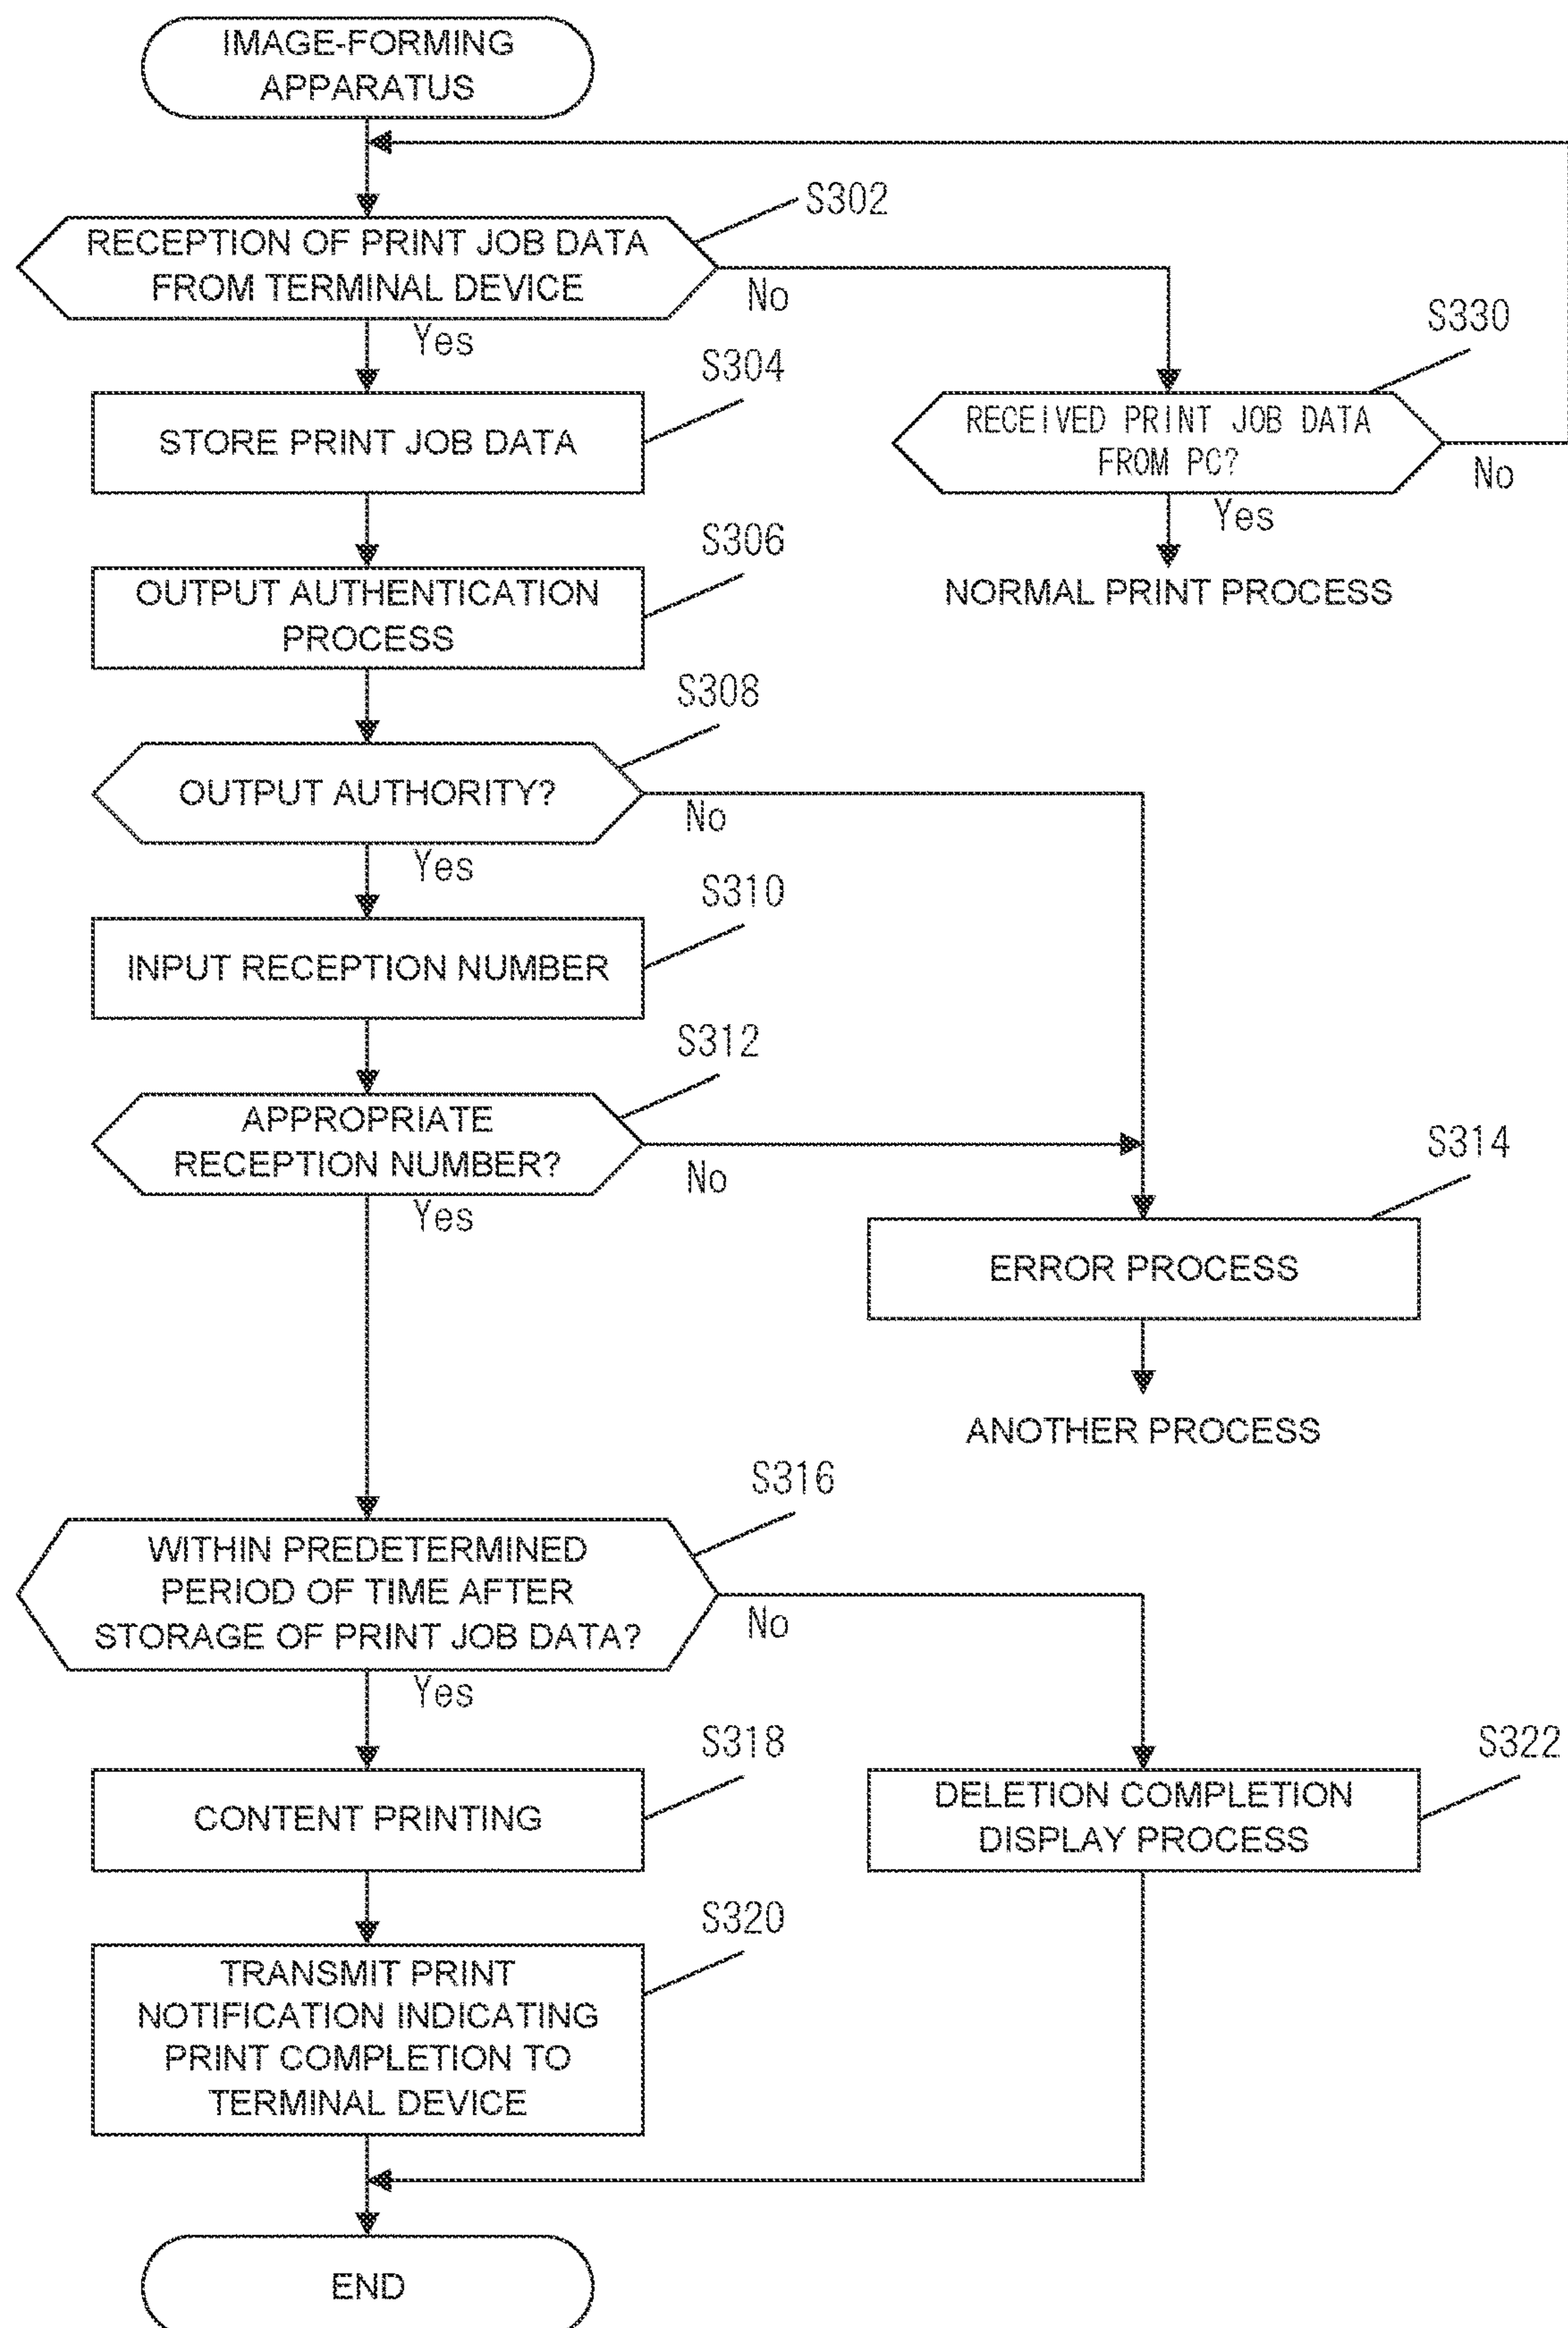 IMAGE-FORMING
APPARATUS
S302
RECEPTION OF PRINT JOB DATA
FROM TERMINAL DEVICE
No
Yes
S330
RECEIVED PRINT JOB DATA
FROM PC?
No
Yes
NORMAL PRINT PROCESS
S304
STORE PRINT JOB DATA
S306
OUTPUT AUTHENTICATION
PROCESS
S308
OUTPUT AUTHORITY?
No
Yes
S310
INPUT RECEPTION NUMBER
S312
APPROPRIATE
RECEPTION NUMBER?
No
Yes
S314
ERROR PROCESS
ANOTHER PROCESS
S316
WITHIN PREDETERMINED
PERIOD OF TIME AFTER
STORAGE OF PRINT JOB DATA?
No
Yes
S318
CONTENT PRINTING
S322
DELETION COMPLETION
DISPLAY PROCESS
S320
TRANSMIT PRINT
NOTIFICATION INDICATING
PRINT COMPLETION TO
TERMINAL DEVICE
END